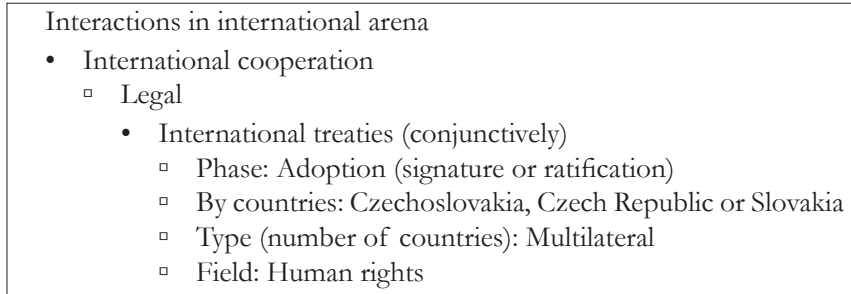 Interactions in international arena
• International cooperation
▫ Legal
• International treaties (conjunctively)
▫ Phase: Adoption (signature or ratification)
▫ By countries: Czechoslovakia, Czech Republic or Slovakia
▫ Type (number of countries): Multilateral
▫ Field: Human rights